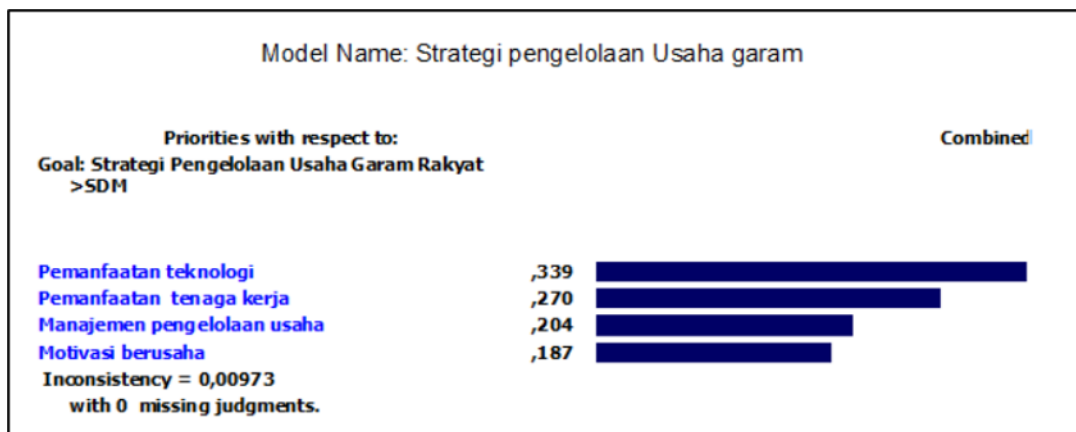 Model Name: Strategi pengelolaan Usaha garam
Priorities with respect to: Combined
Goal: Strategi Pengelolaan Usaha Garam Rakyat
>SDM
Pemanfaatan teknologi ,339
Pemanfaatan tenaga kerja ,270
Manajemen pengelolaan usaha ,204
Motivasi berusaha ,187
Inconsistency = 0,00973
with 0 missing judgments.